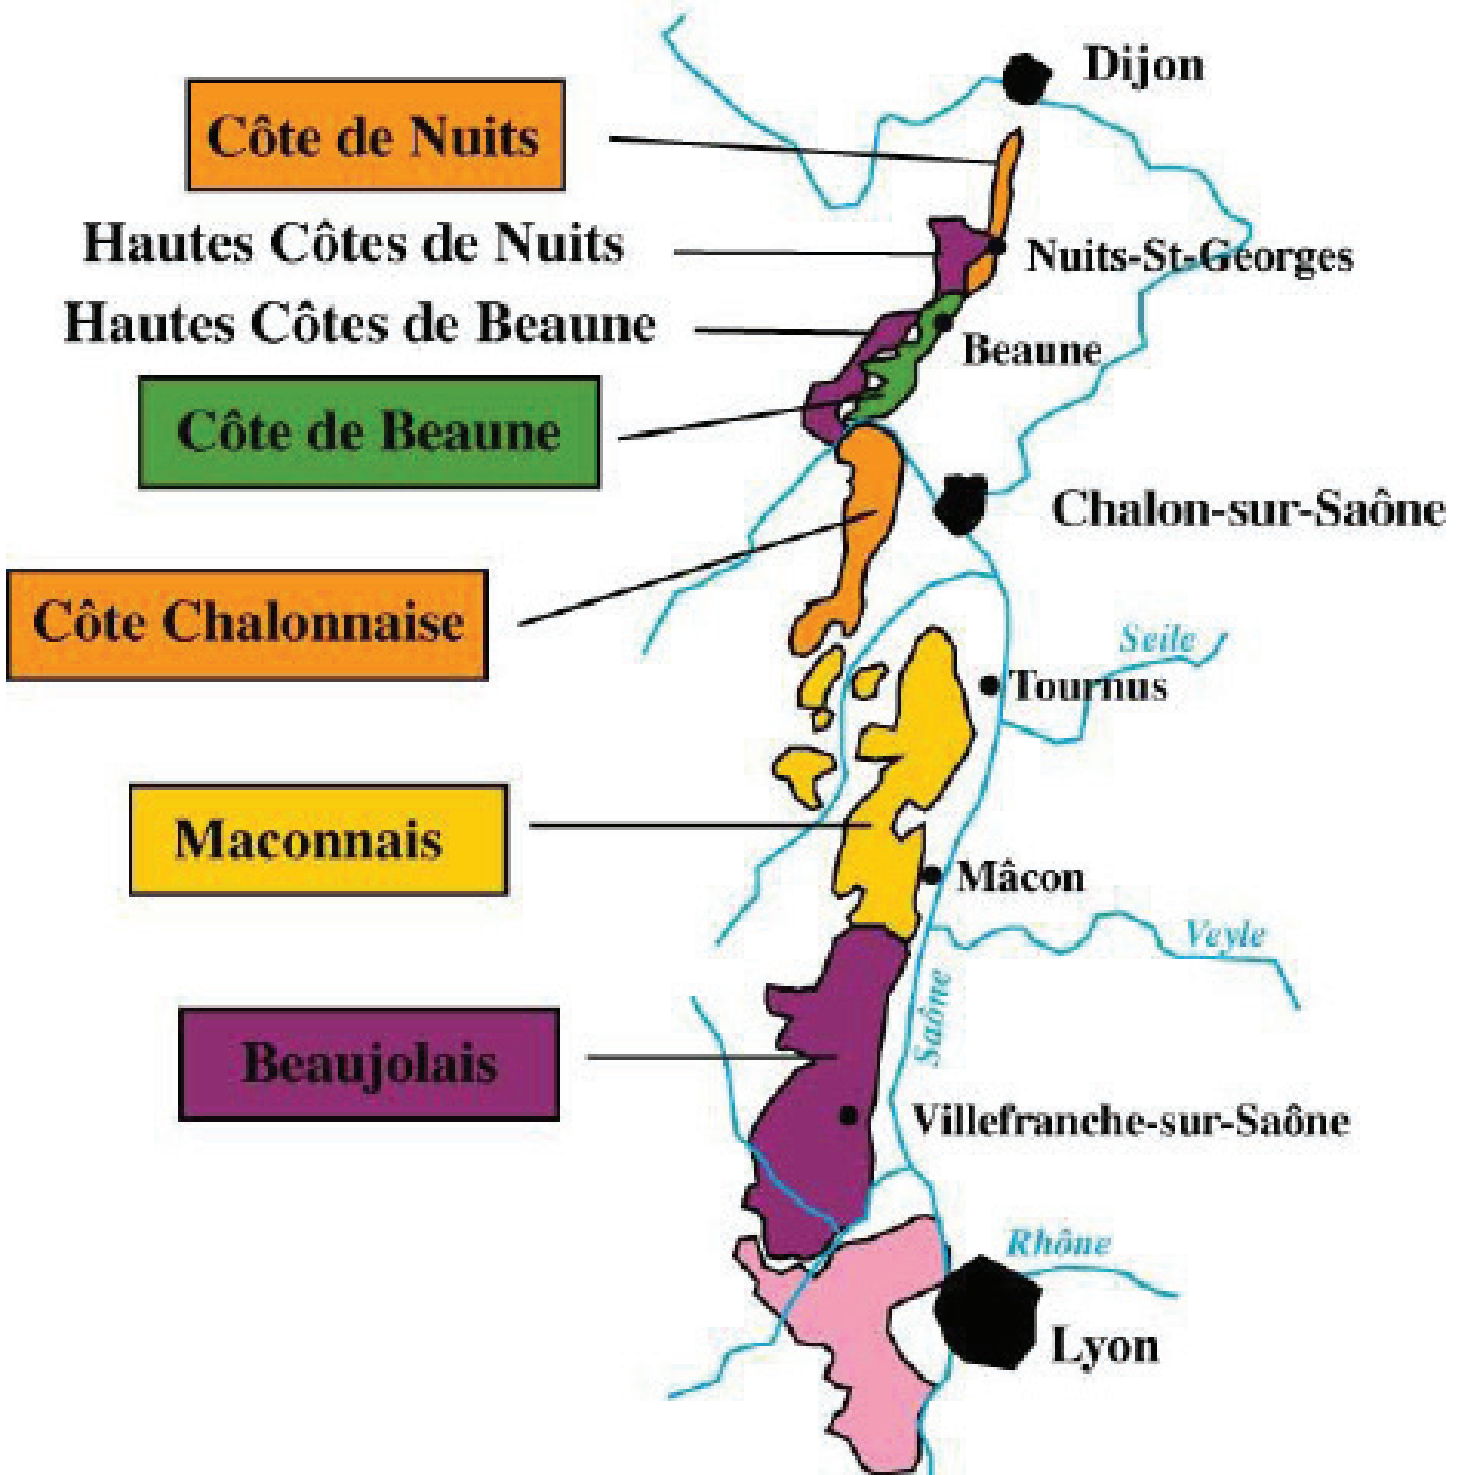 Dijon
Côte de Nuits
Hautes Côtes de Nuits
Nuits-St-Georges
Hautes Côtes de Beaune
Beaune
Côte de Beaune
Chalon-sur-Saône
Côte Chalonnaise
Seile
Tournus
Maconnais
Mâcon
Veyle
Saône
Beaujolais
Villefranche-sur-Saône
Rhône
Lyon